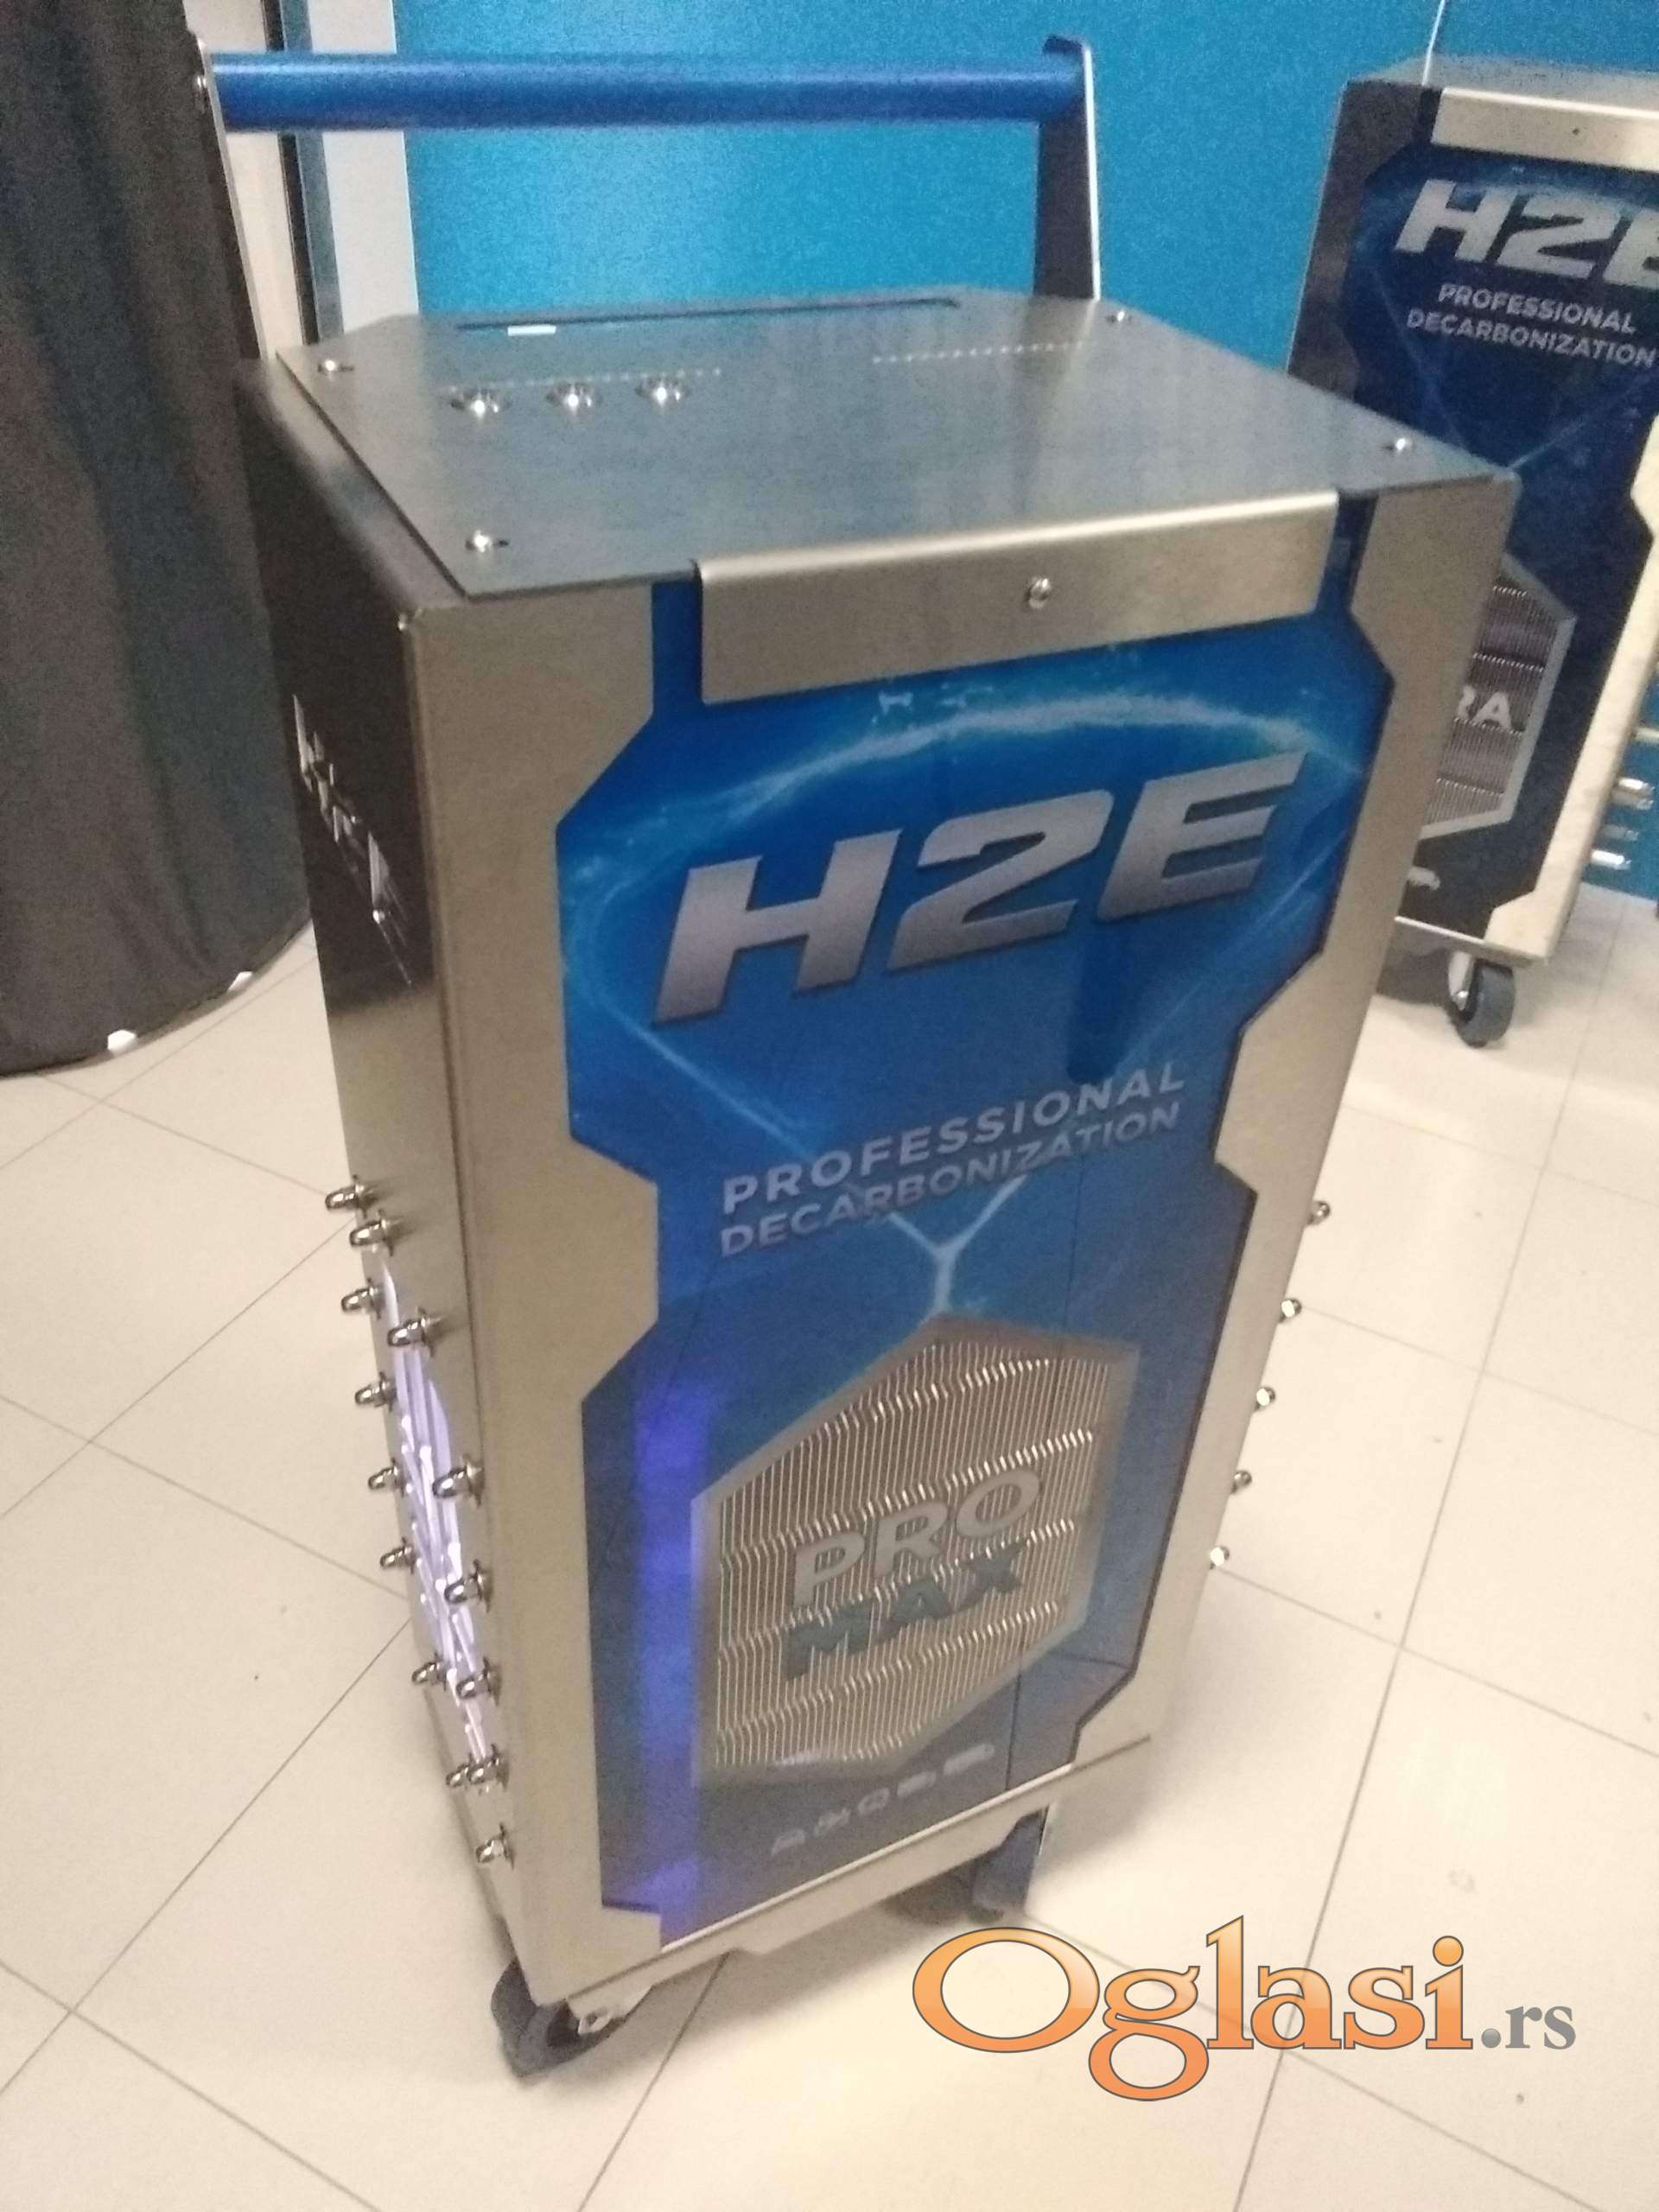 H2E
PROFESSIONAL
DECARBONIZATION
PRO
MAX
H2E
PROFESSIONAL
DECARBONIZATION
Oglasi.rs